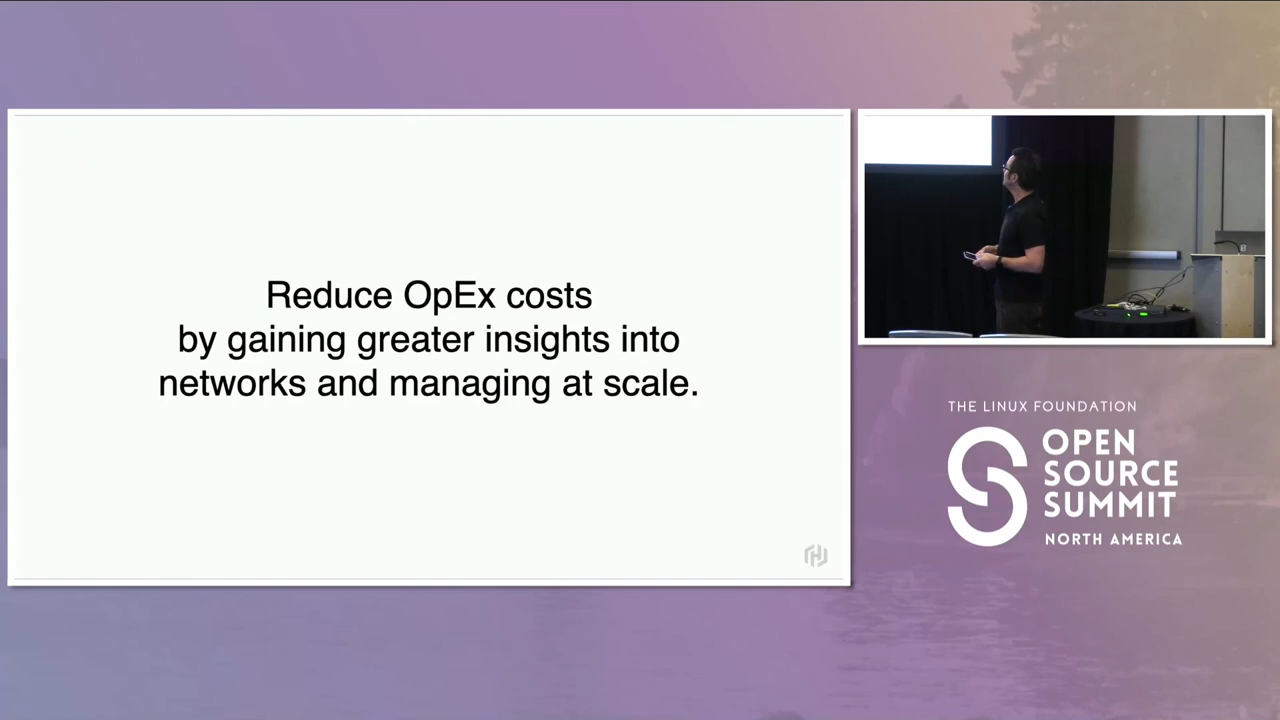 Reduce OpEx costs
by gaining greater insights into
networks and managing at scale.
THE LINUX FOUNDATION
OPEN
SOURCE
SUMMIT
NORTH AMERICA